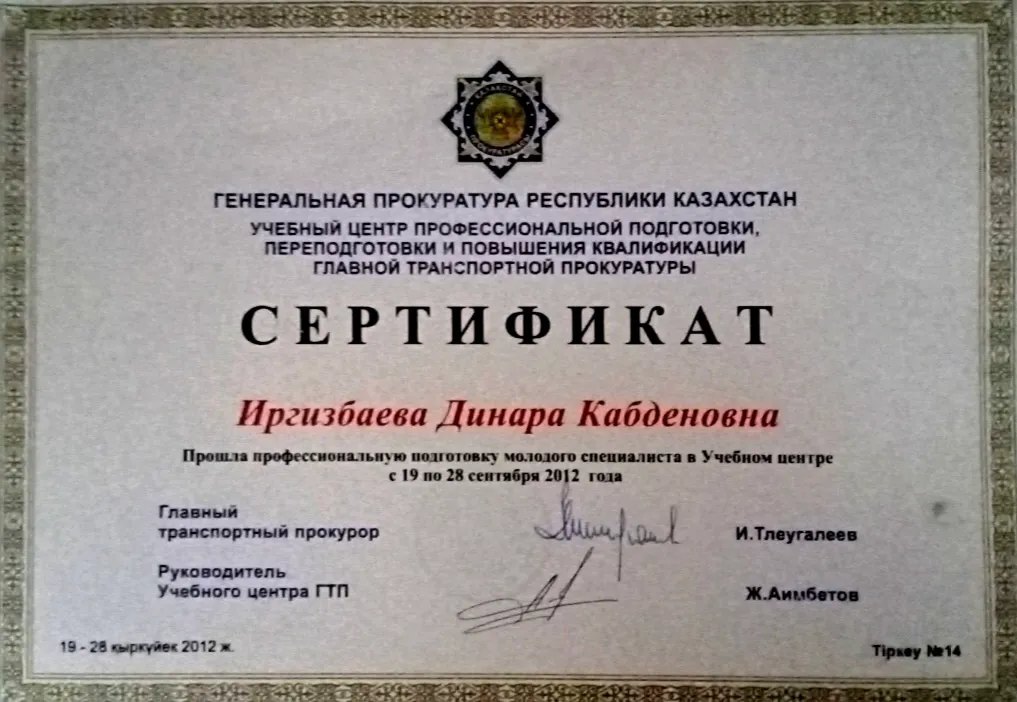 ҚАЗАҚСТАН
ПРОКУРАТУРАСЫ
ГЕНЕРАЛЬНАЯ ПРОКУРАТУРА РЕСПУБЛИКИ КАЗАХСТАН
УЧЕБНЫЙ ЦЕНТР ПРОФЕССИОНАЛЬНОЙ ПОДГОТОВКИ,
ПЕРЕПОДГОТОВКИ И ПОВЫШЕНИЯ КВАЛИФИКАЦИИ
ГЛАВНОЙ ТРАНСПОРТНОЙ ПРОКУРАТУРЫ
СЕРТИФИКАТ
Иргизбаева Динара Кабденовна
Прошла профессиональную подготовку молодого специалиста в Учебном центре
с 19 по 28 сентября 2012 года
Главный
транспортный прокурор И.Тлеугалеев
Руководитель
Учебного центра ГТП Ж.Аимбетов
19 - 28 қыркүйек 2012 ж. Тіркеу №14